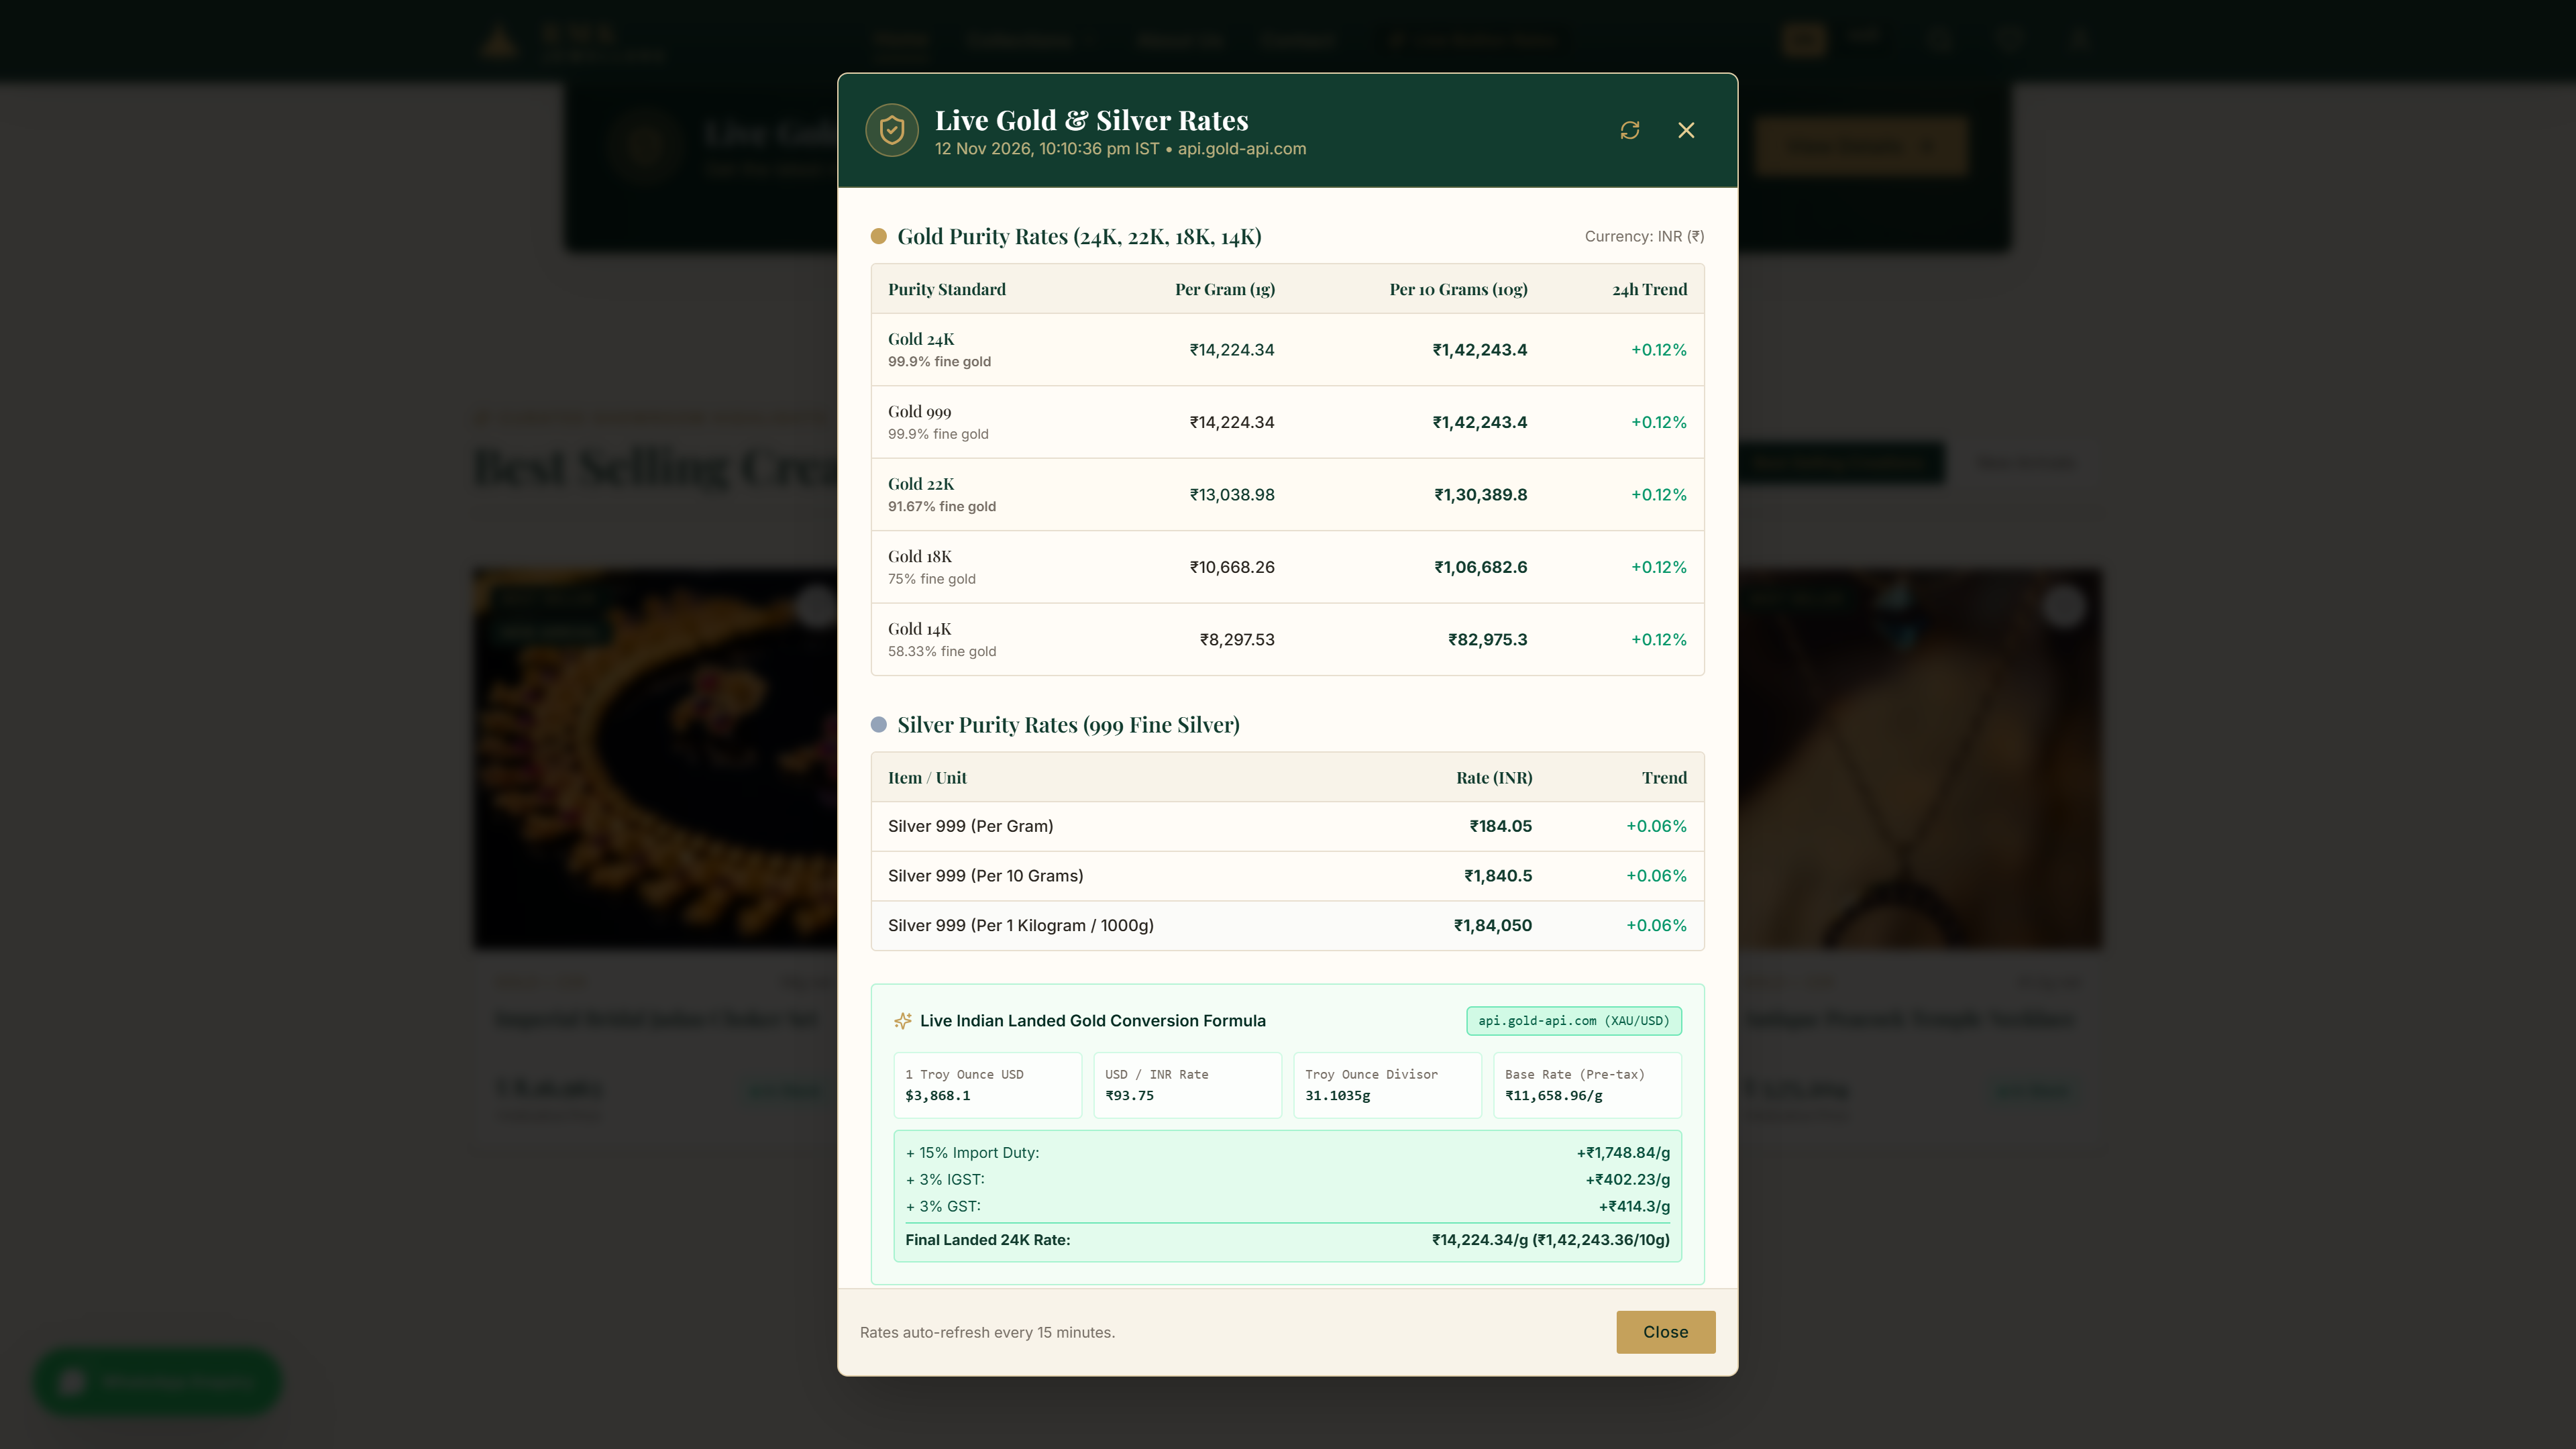 Live Gold & Silver Rates
12 Nov 2026, 10:10:36 pm IST • api.gold-api.com
Gold Purity Rates (24K, 22K, 18K, 14K)
Currency: INR (₹)
Purity Standard Per Gram (1g) Per 10 Grams (10g) 24h Trend
Gold 24K
99.9% fine gold
₹14,224.34 ₹1,42,243.4 +0.12%
Gold 999
99.9% fine gold
₹14,224.34 ₹1,42,243.4 +0.12%
Gold 22K
91.67% fine gold
₹13,038.98 ₹1,30,389.8 +0.12%
Gold 18K
75% fine gold
₹10,668.26 ₹1,06,682.6 +0.12%
Gold 14K
58.33% fine gold
₹8,297.53 ₹82,975.3 +0.12%
Silver Purity Rates (999 Fine Silver)
Item / Unit Rate (INR) Trend
Silver 999 (Per Gram) ₹184.05 +0.06%
Silver 999 (Per 10 Grams) ₹1,840.5 +0.06%
Silver 999 (Per 1 Kilogram / 1000g) ₹1,84,050 +0.06%
Live Indian Landed Gold Conversion Formula
api.gold-api.com (XAU/USD)
1 Troy Ounce USD
$3,868.1
USD / INR Rate
₹93.75
Troy Ounce Divisor
31.1035g
Base Rate (Pre-tax)
₹11,658.96/g
+ 15% Import Duty: +₹1,748.84/g
+ 3% IGST: +₹402.23/g
+ 3% GST: +₹414.3/g
Final Landed 24K Rate: ₹14,224.34/g (₹1,42,243.36/10g)
Rates auto-refresh every 15 minutes.
Close
Live Gol
Best Selling Crea